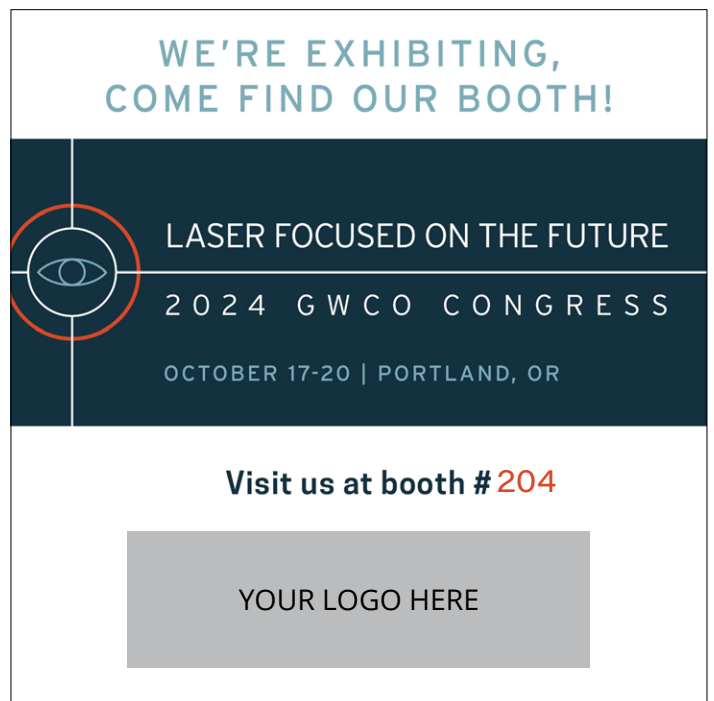 WE'RE EXHIBITING,
COME FIND OUR BOOTH!
LASER FOCUSED ON THE FUTURE
2024 GWCO CONGRESS
OCTOBER 17-20 | PORTLAND, OR
Visit us at booth # 204
YOUR LOGO HERE